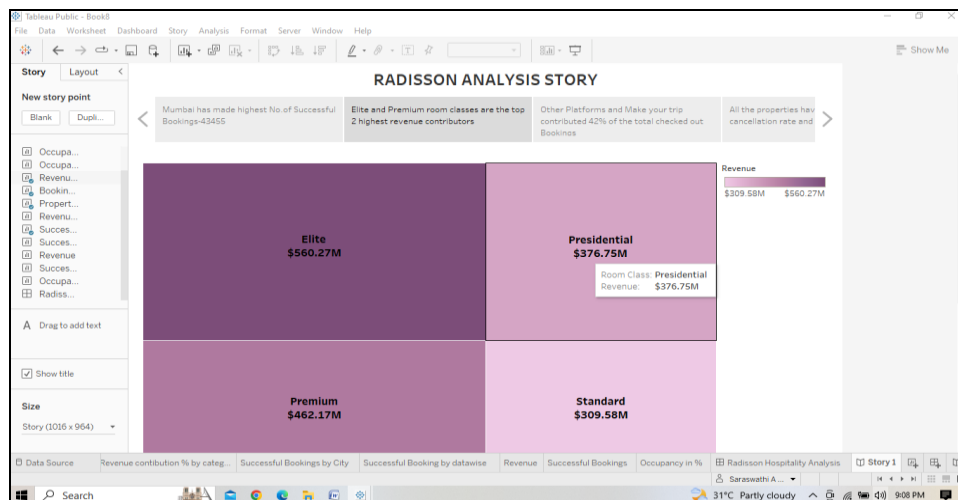 Tableau Public - Book8
File Data Worksheet Dashboard Story Analysis Format Server Window Help
Show Me
Story Layout
New story point
Blank Dupli...
Occupa...
Occupa...
Revenu...
Bookin...
Propert...
Revenu...
Succes...
Succes...
Revenue
Succes...
Occupa...
Radiss...
A Drag to add text
Show title
Size
Story (1016 x 964)
RADISSON ANALYSIS STORY
Mumbai has made highest No. of Successful
Bookings-43455
Elite and Premium room classes are the top
2 highest revenue contributors
Other Platforms and Make your trip
contributed 42% of the total checked out
Bookings
All the properties hav
cancellation rate and
Elite
$560.27M
Presidential
$376.75M
Room Class: Presidential
Revenue: $376.75M
Premium
$462.17M
Standard
$309.58M
Revenue
$309.58M $560.27M
Data Source Revenue contibution % by categ... Successful Bookings by City Successful Booking by datawise Revenue Successful Bookings Occupancy in % Radisson Hospitality Analysis Story 1
Saraswathi A...
Search
31°C Partly cloudy 9:08 PM